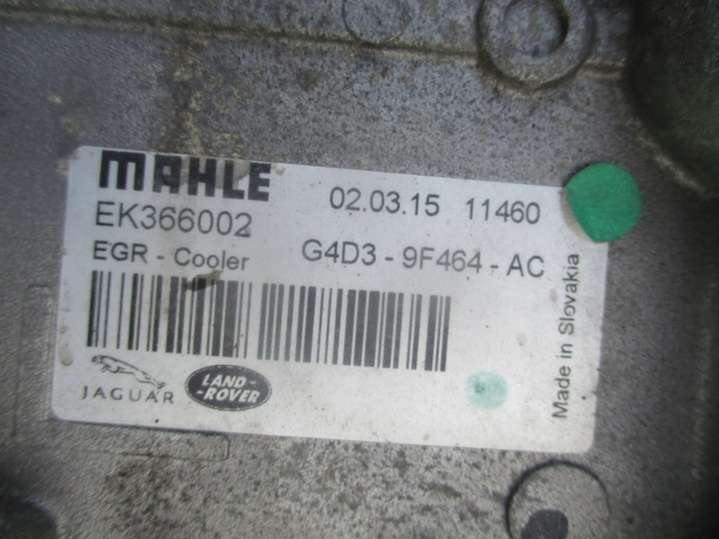 MAHLE
EK366002
02.03.15 11460
EGR - Cooler
G4D3 - 9F464 - AC
JAGUAR
LAND-
-ROVER
Made in Slovakia